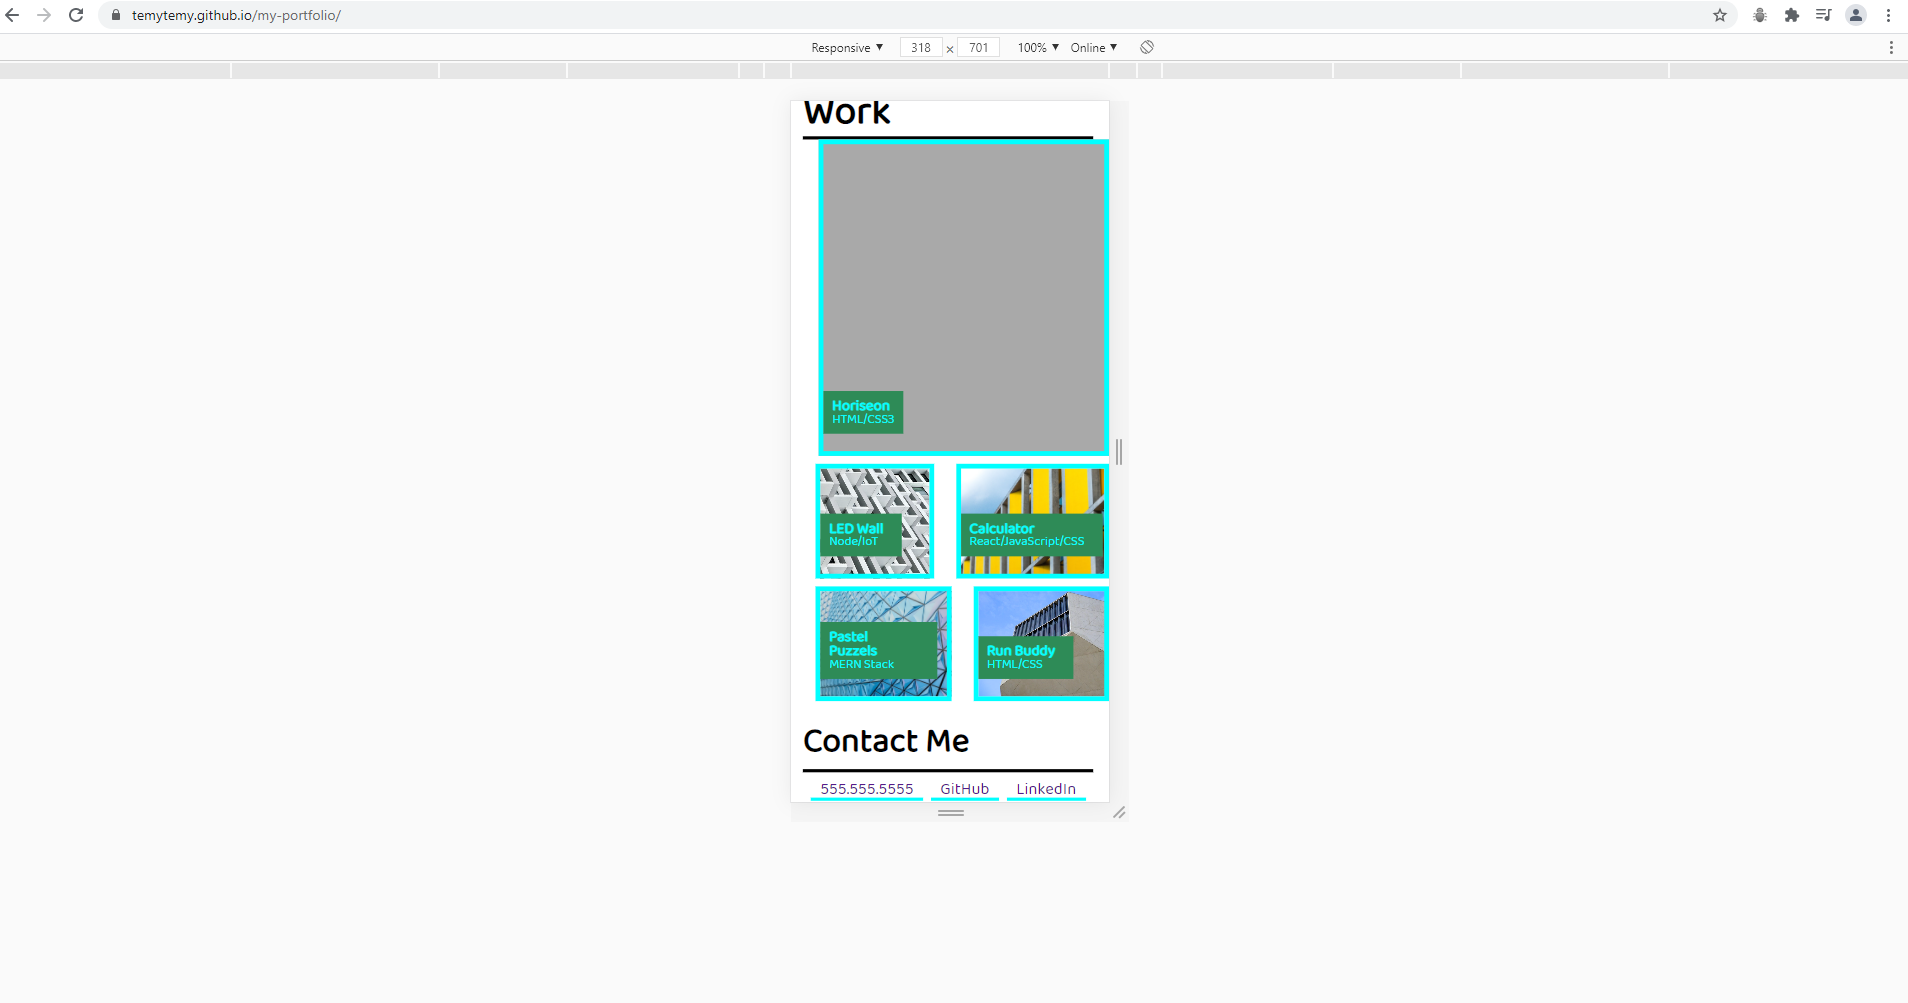 temytemy.github.io/my-portfolio/
Responsive 318 × 701 100% Online
Work
Horiseon
HTML/CSS3
LED Wall
Node/IoT
Calculator
React/JavaScript/CSS
Pastel
Puzzels
MERN Stack
Run Buddy
HTML/CSS
Contact Me
555.555.5555 GitHub LinkedIn